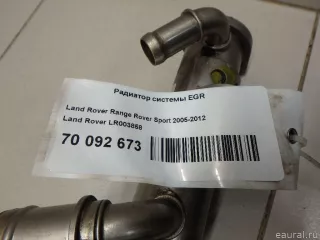 Радиатор системы EGR
Land Rover Range Rover Sport 2005-2012
Land Rover LR003856
70 092 673
eaural.ru